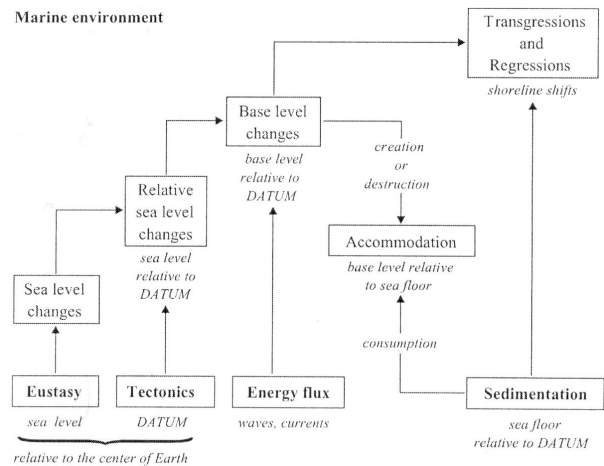 Marine environment
Transgressions
and
Regressions
shoreline shifts
Base level
changes
base level
relative to
DATUM
creation
or
destruction
Relative
sea level
changes
sea level
relative to
DATUM
Accommodation
base level relative
to sea floor
Sea level
changes
consumption
Eustasy
Tectonics
Energy flux
Sedimentation
sea level
DATUM
waves, currents
sea floor
relative to DATUM
relative to the center of Earth